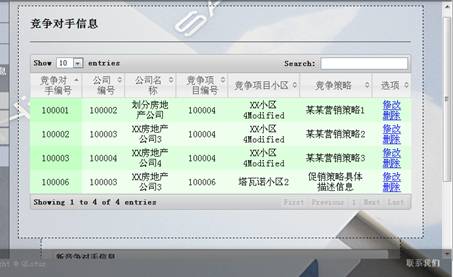 竞争对手信息
Show 10 entries Search:
竞争对手编号 公司编号 公司名称 竞争项目编号 竞争项目小区 竞争策略 选项
100001 100002 划分房地产公司 100004 XX小区4Modified 某某营销策略1 修改 删除
100002 100003 XX房地产公司3 100004 XX小区4Modified 某某营销策略2 修改 删除
100003 100004 XX房地产公司4 100004 XX小区4Modified 某某营销策略3 修改 删除
100006 100003 XX房地产公司3 100006 塔瓦诺小区2 促销策略具体描述信息 修改 删除
Showing 1 to 4 of 4 entries First Previous 1 Next Last
新竞争对手信息
联系我们